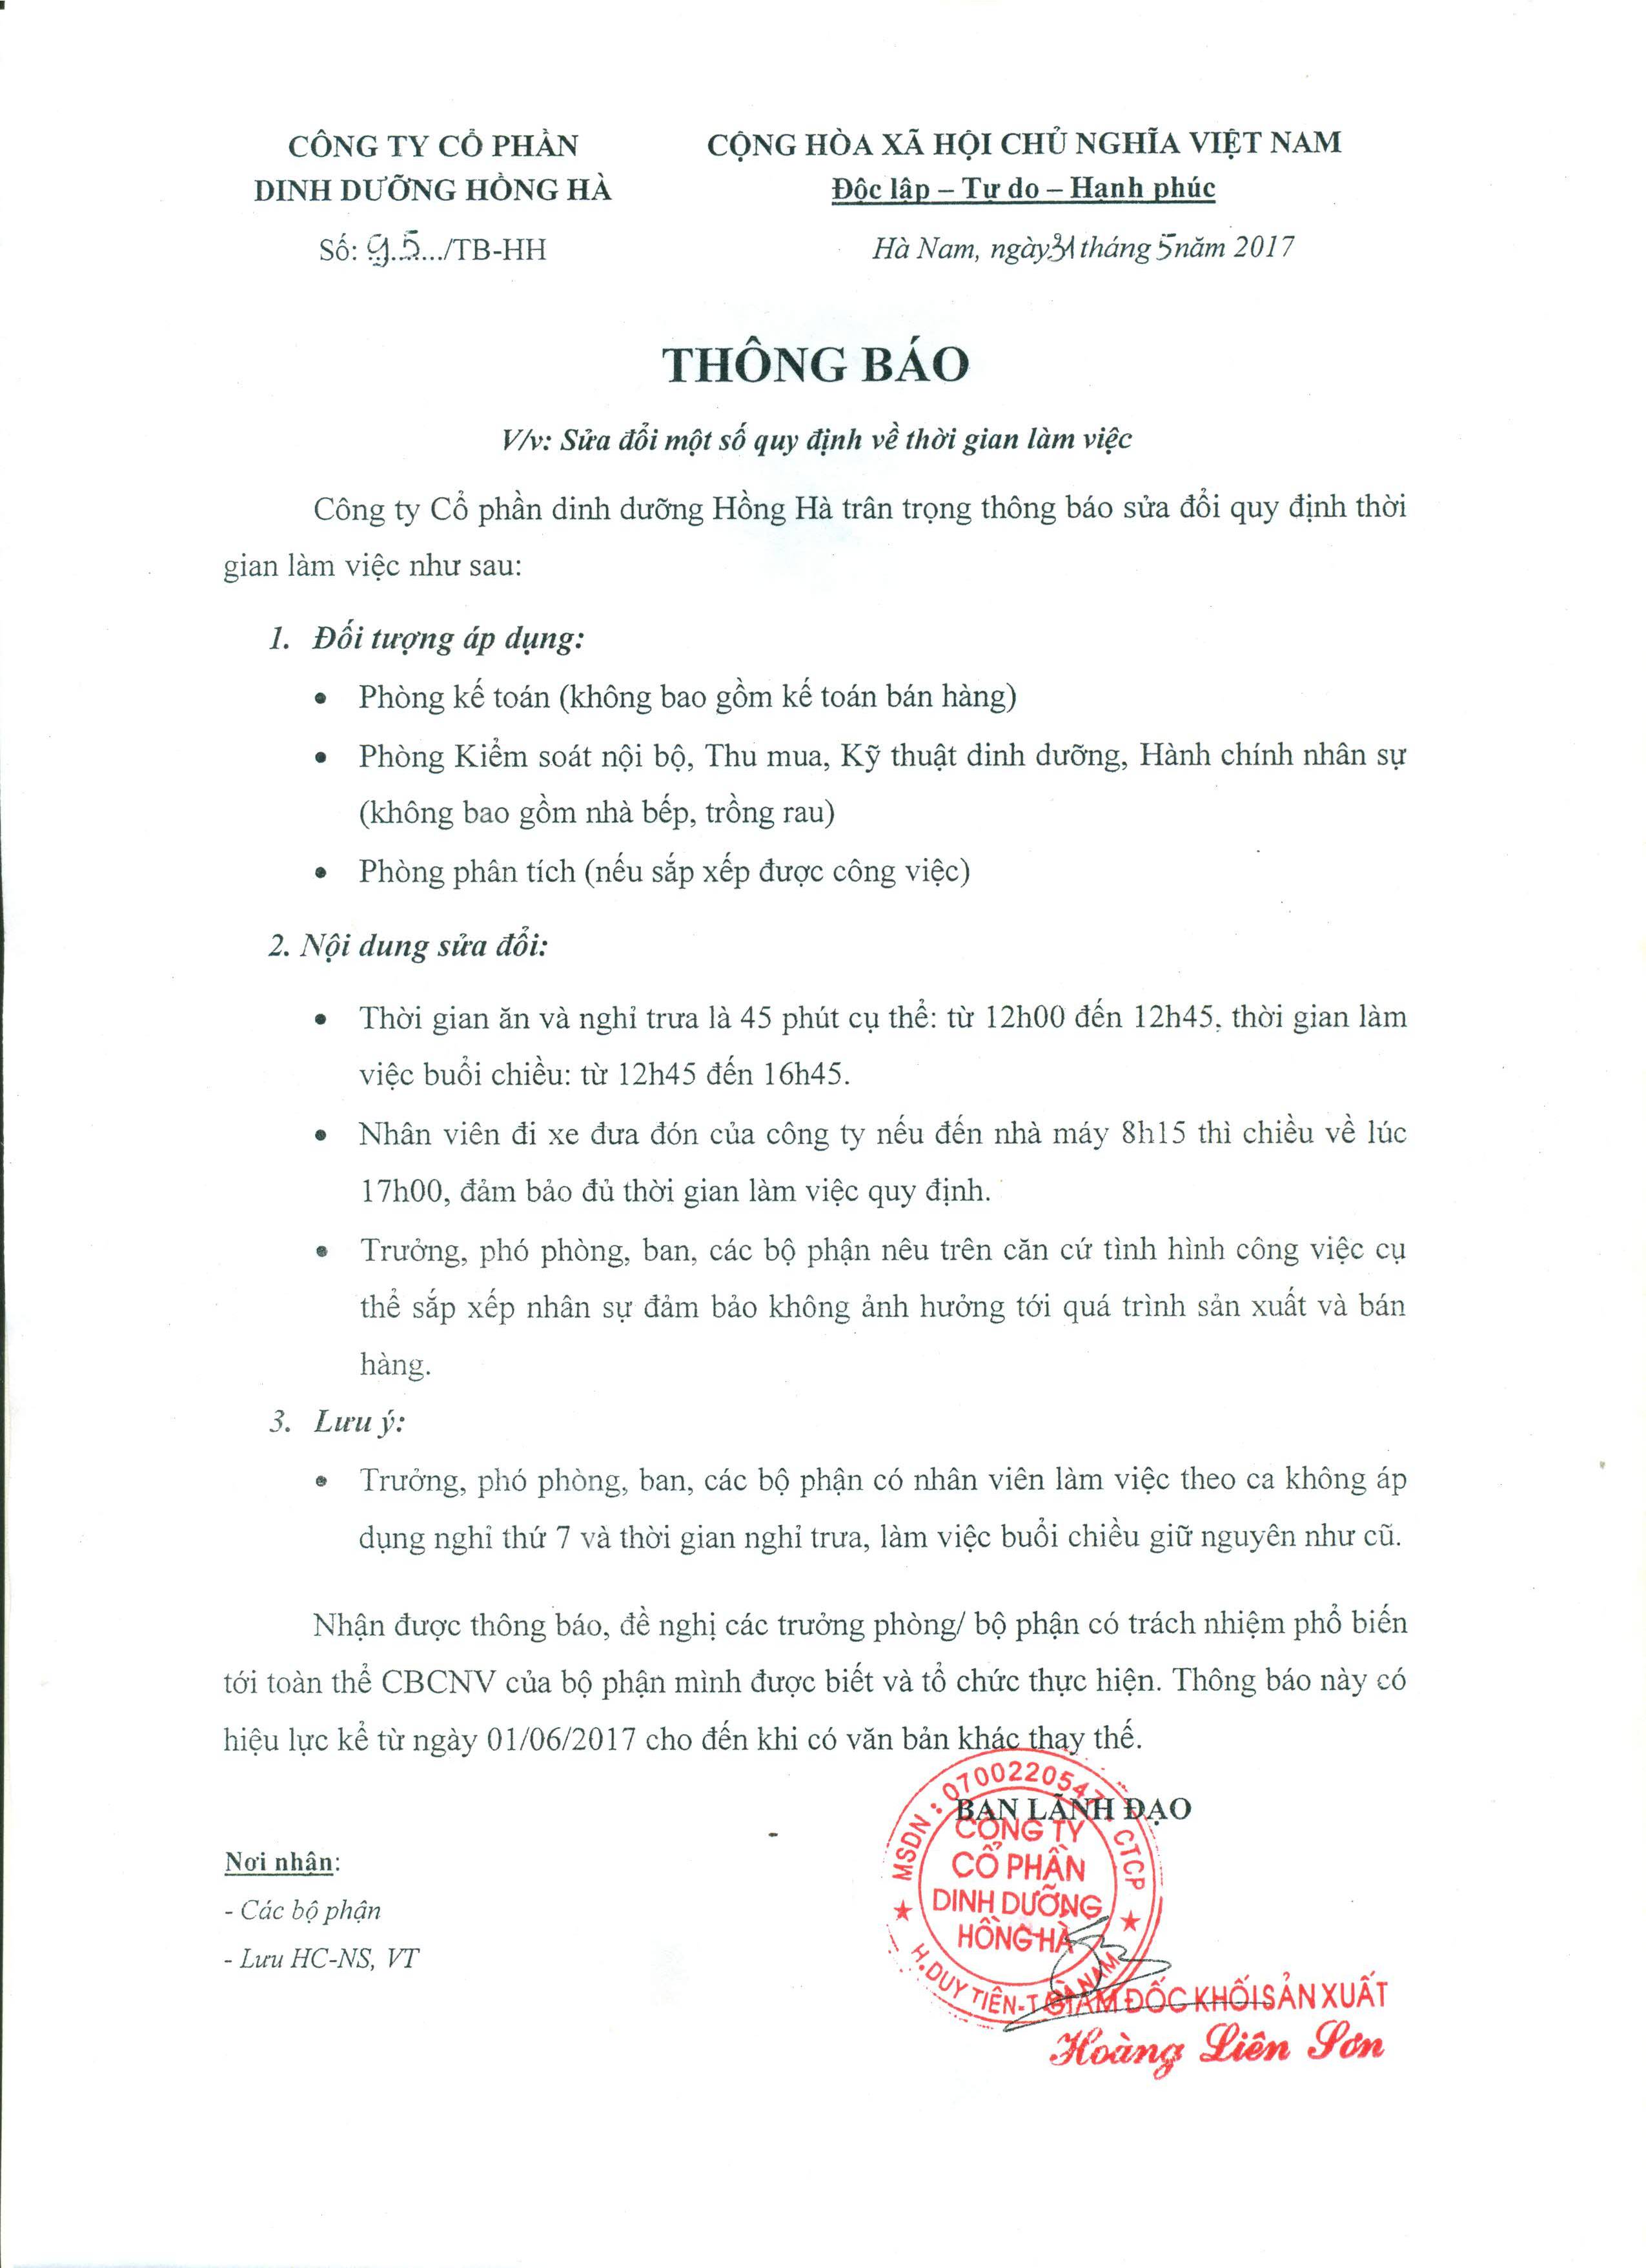 CÔNG TY CỔ PHẦN
DINH DƯỠNG HỒNG HÀ
CỘNG HÒA XÃ HỘI CHỦ NGHĨA VIỆT NAM
Độc lập – Tự do – Hạnh phúc
Số: 95.../TB-HH
Hà Nam, ngày 31 tháng 5 năm 2017
THÔNG BÁO
V/v: Sửa đổi một số quy định về thời gian làm việc
Công ty Cổ phần dinh dưỡng Hồng Hà trân trọng thông báo sửa đổi quy định thời
gian làm việc như sau:
1. Đối tượng áp dụng:
• Phòng kế toán (không bao gồm kế toán bán hàng)
• Phòng Kiểm soát nội bộ, Thu mua, Kỹ thuật dinh dưỡng, Hành chính nhân sự
(không bao gồm nhà bếp, trồng rau)
• Phòng phân tích (nếu sắp xếp được công việc)
2. Nội dung sửa đổi:
• Thời gian ăn và nghỉ trưa là 45 phút cụ thể: từ 12h00 đến 12h45, thời gian làm
việc buổi chiều: từ 12h45 đến 16h45.
• Nhân viên đi xe đưa đón của công ty nếu đến nhà máy 8h15 thì chiều về lúc
17h00, đảm bảo đủ thời gian làm việc quy định.
• Trưởng, phó phòng, ban, các bộ phận nêu trên căn cứ tình hình công việc cụ
thể sắp xếp nhân sự đảm bảo không ảnh hưởng tới quá trình sản xuất và bán
hàng.
3. Lưu ý:
• Trưởng, phó phòng, ban, các bộ phận có nhân viên làm việc theo ca không áp
dụng nghỉ thứ 7 và thời gian nghỉ trưa, làm việc buổi chiều giữ nguyên như cũ.
Nhận được thông báo, đề nghị các trưởng phòng/ bộ phận có trách nhiệm phổ biến
tới toàn thể CBCNV của bộ phận mình được biết và tổ chức thực hiện. Thông báo này có
hiệu lực kể từ ngày 01/06/2017 cho đến khi có văn bản khác thay thế.
BAN LÃNH ĐẠO
MSDN: 0700220547 CTCP
CÔNG TY
CỔ PHẦN
DINH DƯỠNG
HỒNG HÀ
H.DUY TIÊN-T.HÀ NAM
Nơi nhận:
- Các bộ phận
- Lưu HC-NS, VT
GIÁM ĐỐC KHỐI SẢN XUẤT
Hoàng Liên Sơn